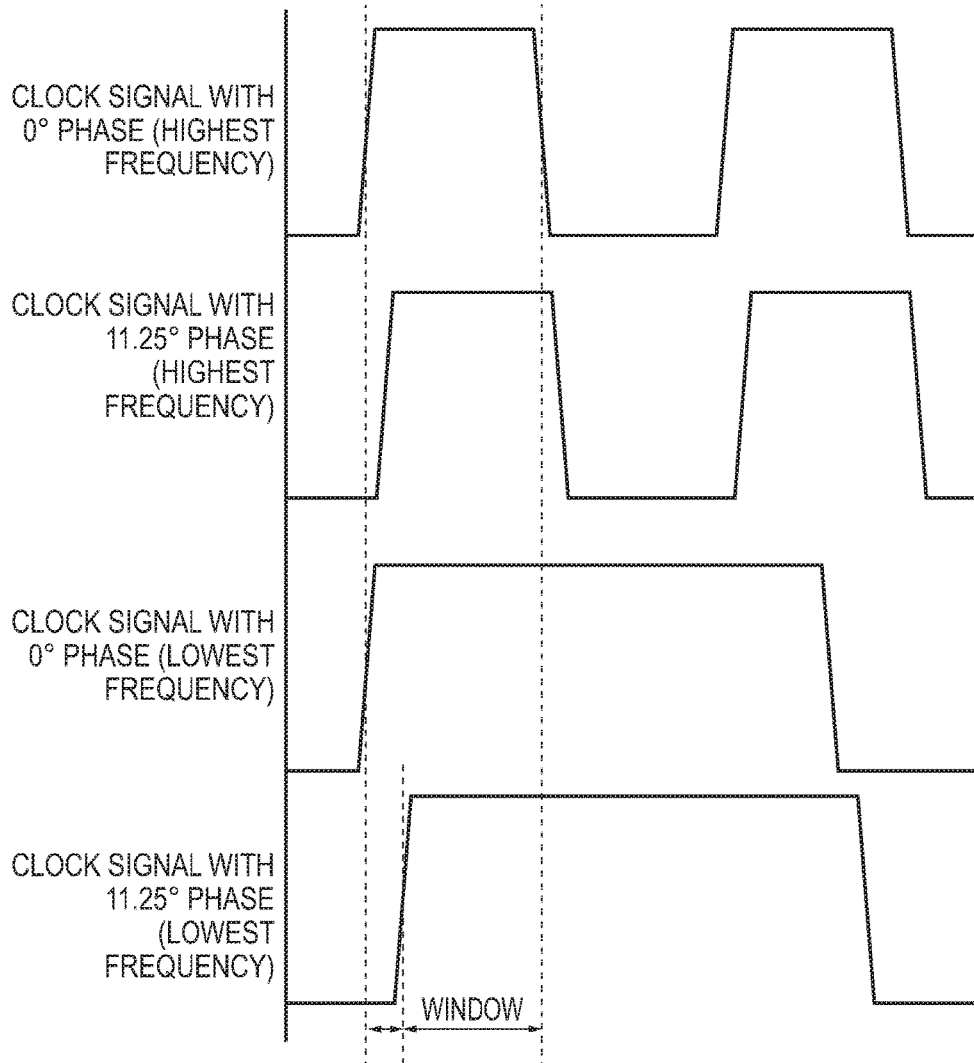 CLOCK SIGNAL WITH
0° PHASE (HIGHEST
FREQUENCY)
CLOCK SIGNAL WITH
11.25° PHASE
(HIGHEST
FREQUENCY)
CLOCK SIGNAL WITH
0° PHASE (LOWEST
FREQUENCY)
CLOCK SIGNAL WITH
11.25° PHASE
(LOWEST
FREQUENCY)
WINDOW